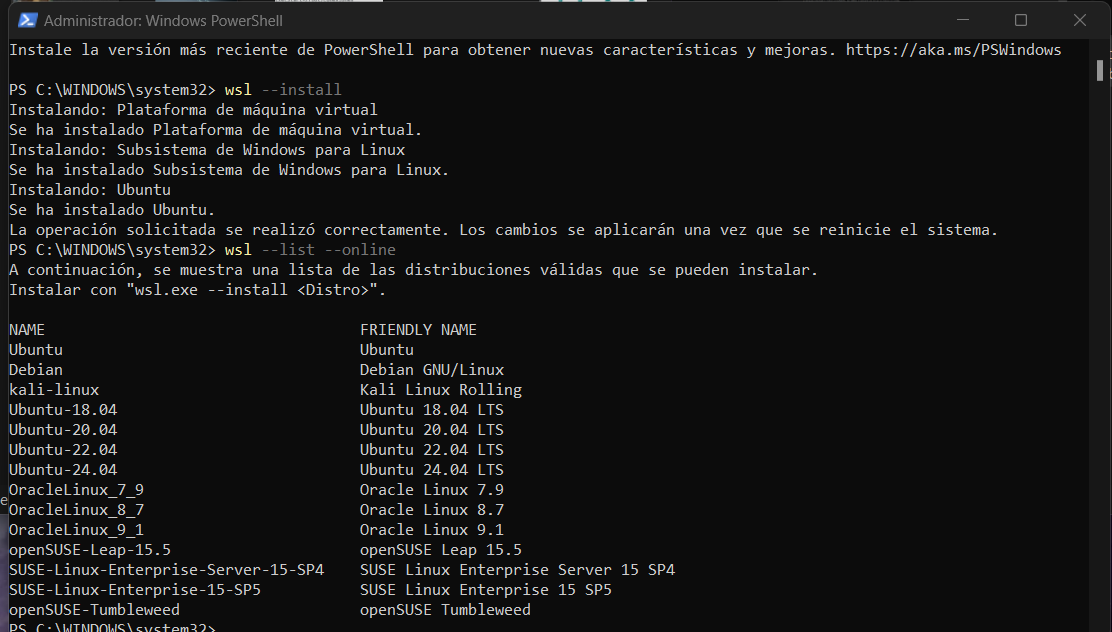 Administrador: Windows PowerShell
Instale la versión más reciente de PowerShell para obtener nuevas características y mejoras. https://aka.ms/PSWindows
PS C:\WINDOWS\system32> wsl --install
Instalando: Plataforma de máquina virtual
Se ha instalado Plataforma de máquina virtual.
Instalando: Subsistema de Windows para Linux
Se ha instalado Subsistema de Windows para Linux.
Instalando: Ubuntu
Se ha instalado Ubuntu.
La operación solicitada se realizó correctamente. Los cambios se aplicarán una vez que se reinicie el sistema.
PS C:\WINDOWS\system32> wsl --list --online
A continuación, se muestra una lista de las distribuciones válidas que se pueden instalar.
Instalar con "wsl.exe --install <Distro>".
NAME FRIENDLY NAME
Ubuntu Ubuntu
Debian Debian GNU/Linux
kali-linux Kali Linux Rolling
Ubuntu-18.04 Ubuntu 18.04 LTS
Ubuntu-20.04 Ubuntu 20.04 LTS
Ubuntu-22.04 Ubuntu 22.04 LTS
Ubuntu-24.04 Ubuntu 24.04 LTS
OracleLinux_7_9 Oracle Linux 7.9
OracleLinux_8_7 Oracle Linux 8.7
OracleLinux_9_1 Oracle Linux 9.1
openSUSE-Leap-15.5 openSUSE Leap 15.5
SUSE-Linux-Enterprise-Server-15-SP4 SUSE Linux Enterprise Server 15 SP4
SUSE-Linux-Enterprise-15-SP5 SUSE Linux Enterprise 15 SP5
openSUSE-Tumbleweed openSUSE Tumbleweed
PS C:\WINDOWS\system32>